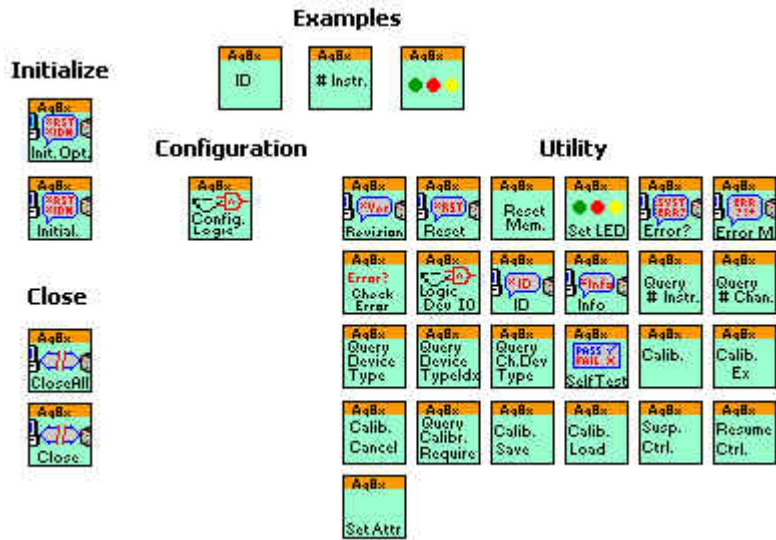 Examples
AqBx
ID
AqBx
# Instr.
AqBx
Initialize
AqBx
*RST
*IDN
Init. Opt.
AqBx
*RST
*IDN
Initial.
Configuration
AqBx
Config.
Logic
Close
AqBx
CloseAll
AqBx
Close
Utility
AqBx
*Ver
Revision
AqBx
*RST
Reset
AqBx
Reset
Mem.
AqBx
Set LED
AqBx
SYST
ERR?
Error?
AqBx
ERR
?!+
Error M
AqBx
Error?
Check
Error
AqBx
Logic
Dev IO
AqBx
*ID
ID
AqBx
*Info
Info
AqBx
Query
# Instr.
AqBx
Query
# Chan.
AqBx
Query
Device
Type
AqBx
Query
Device
TypeIdx
AqBx
Query
Ch.Dev
Type
AqBx
PASS
FAIL
SelfTest
AqBx
Calib.
AqBx
Calib.
Ex
AqBx
Calib.
Cancel
AqBx
Query
Calibr.
Require
AqBx
Calib.
Save
AqBx
Calib.
Load
AqBx
Susp.
Ctrl.
AqBx
Resume
Ctrl.
AqBx
Set Attr